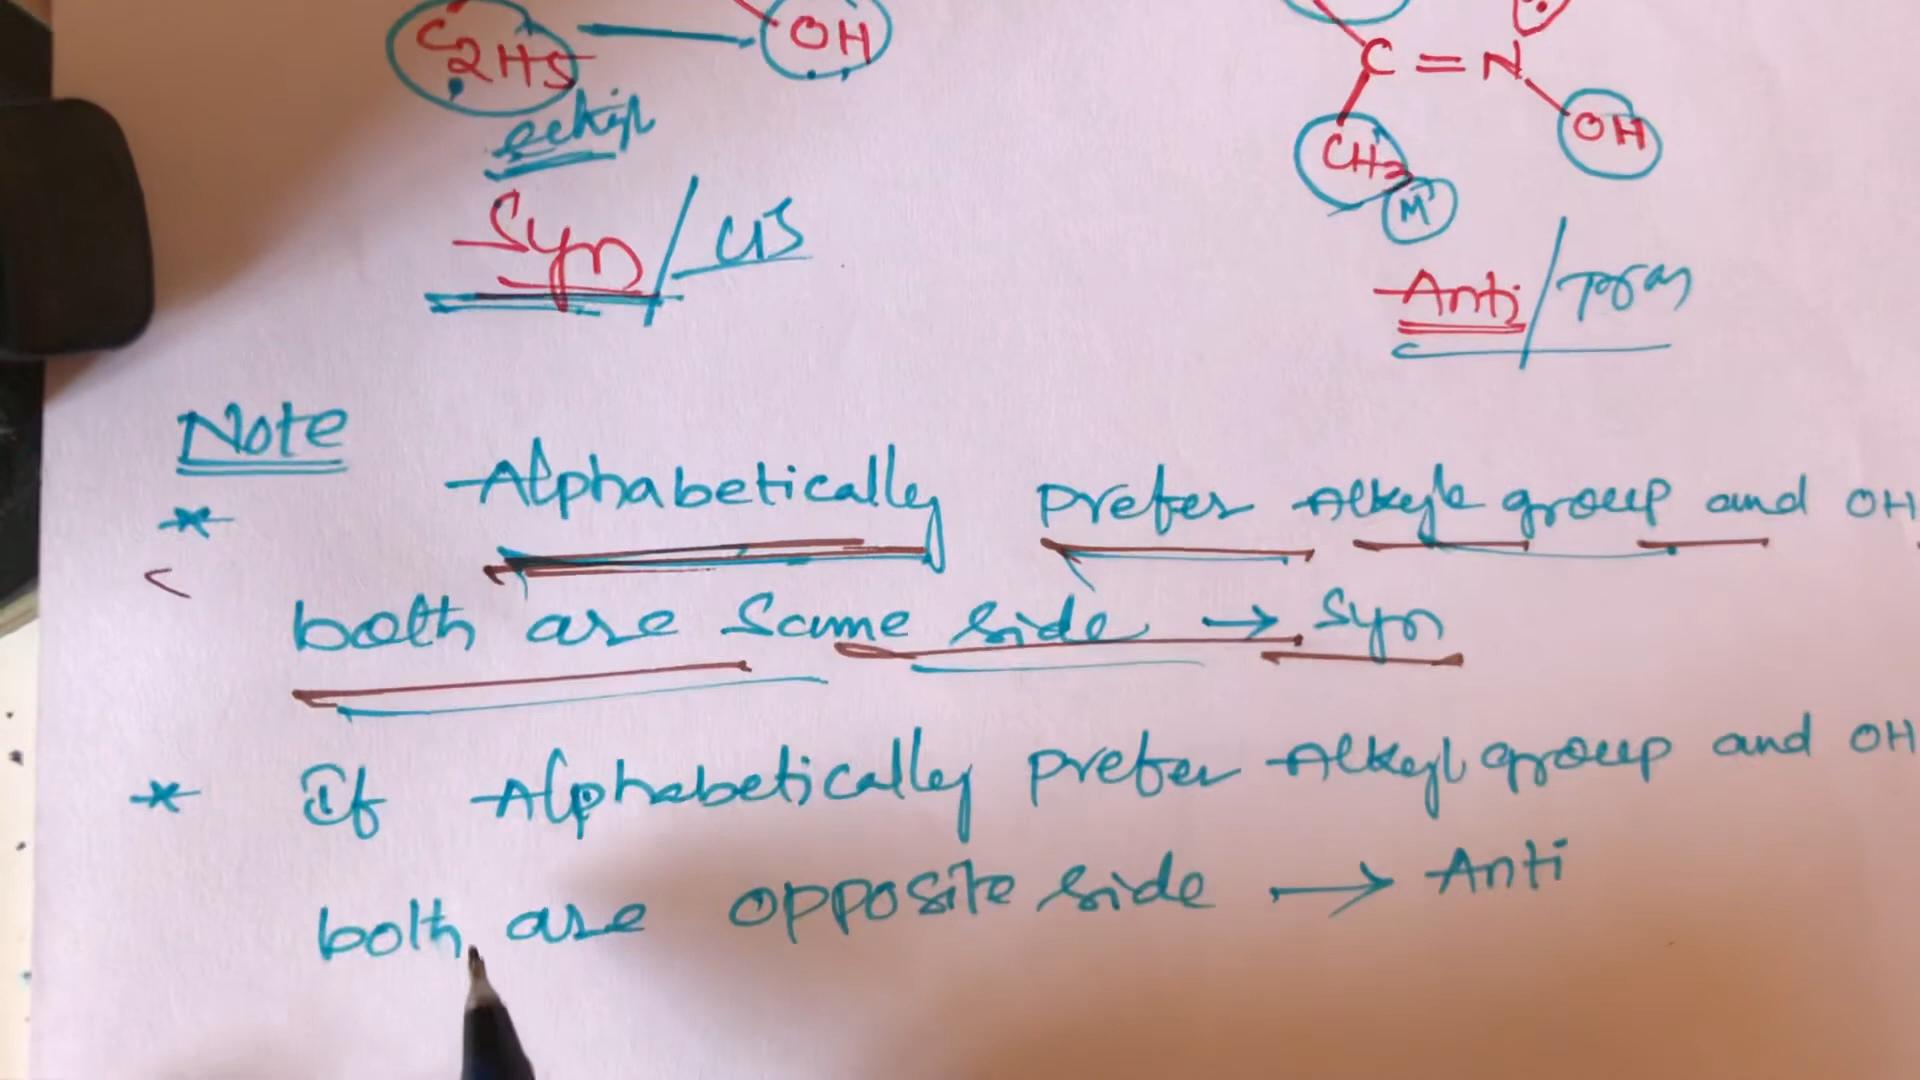 C2H5 OH
C = N
CH3 OH
M
Syn / cis
Anti / Trans
Note
* Alphabetically prefer Alkyl group and OH
both are Same side → Syn
* If Alphabetically prefer Alkyl group and OH
both are opposite side → Anti